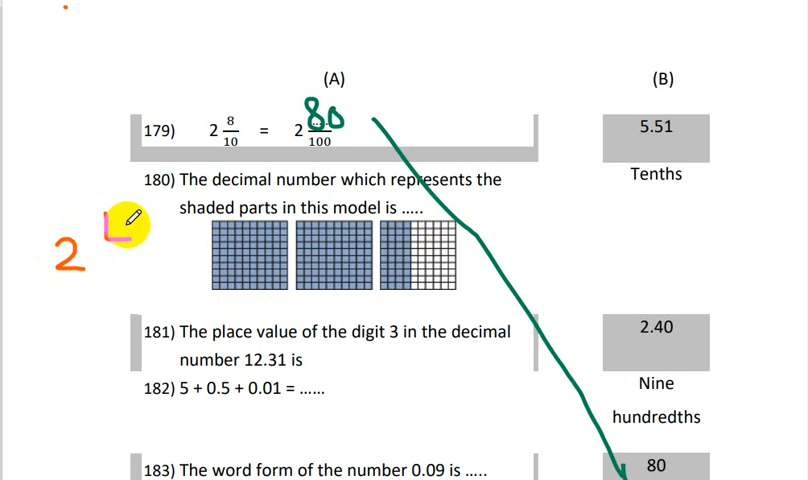 (A) (B)
179) 2 8/10 = 2 80/100 5.51
180) The decimal number which represents the Tenths
shaded parts in this model is .....
2
181) The place value of the digit 3 in the decimal 2.40
number 12.31 is
182) 5 + 0.5 + 0.01 = ...... Nine
hundredths
183) The word form of the number 0.09 is ..... 80